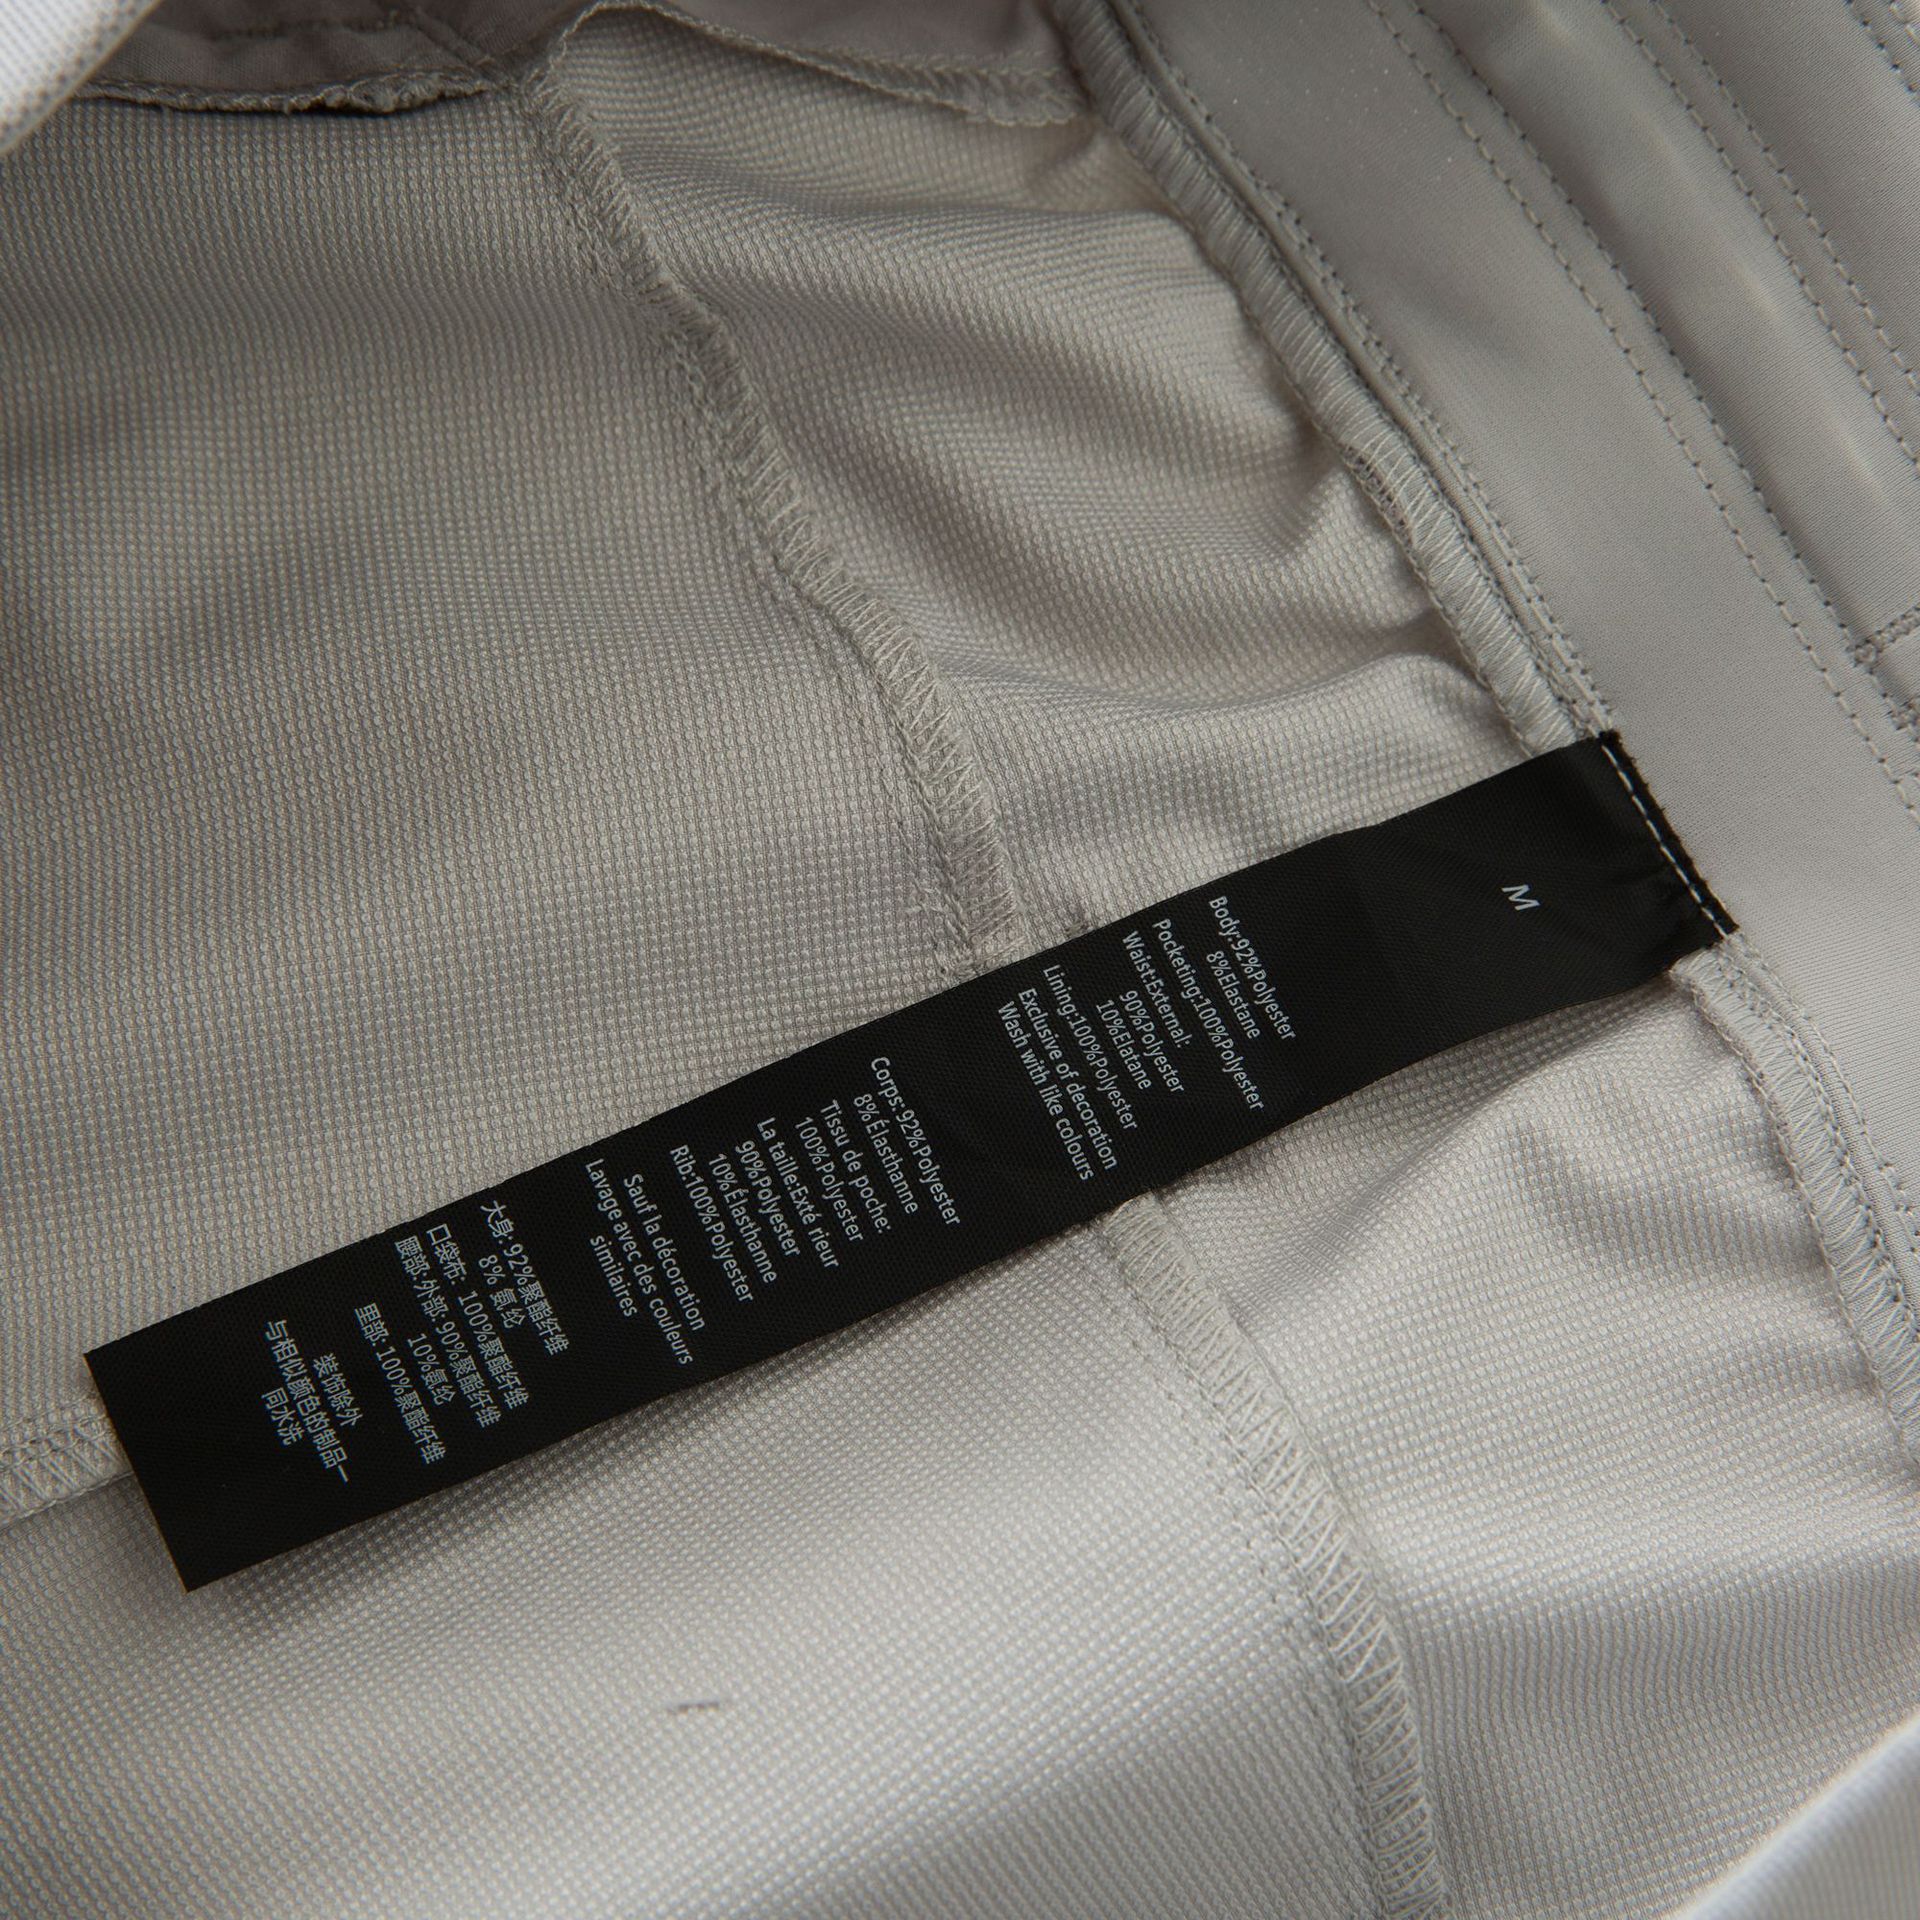 M
Body:92%Polyester
8%Elastane
Pocketing:100%Polyester
Waist:External:
90%Polyester
10%Elatane
Lining:100%Polyester
Exclusive of decoration
Wash with like colours
Corps:92%Polyester
8%Élasthanne
Tissu de poche:
100%Polyester
La taille:Exté rieur
90%Polyester
10%Élasthanne
Rib:100%Polyester
Sauf la décoration
Lavage avec des couleurs
similaires
大身:92%聚酯纤维
8% 氨纶
口袋布: 100%聚酯纤维
腰部:外部:90%聚酯纤维
10%氨纶
里部:100%聚酯纤维
装饰除外
与相似颜色的制品一
同水洗